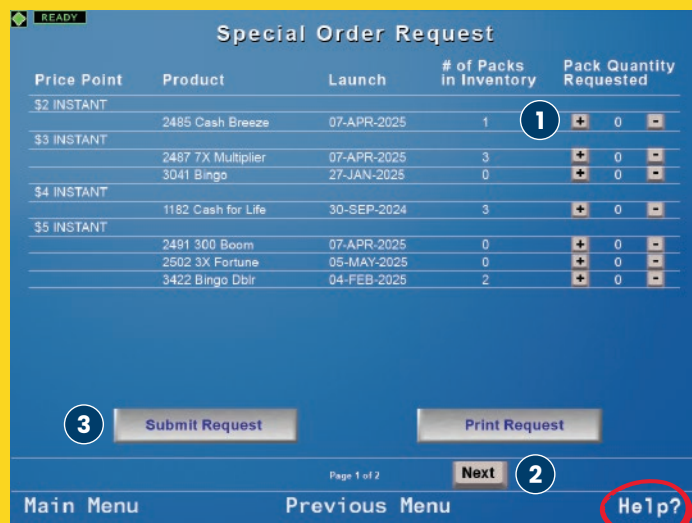 READY
Special Order Request
Price Point Product Launch # of Packs in Inventory Pack Quantity Requested
$2 INSTANT
2485 Cash Breeze 07-APR-2025 1 1 + 0 -
$3 INSTANT
2487 7X Multiplier 07-APR-2025 3 + 0 -
3041 Bingo 27-JAN-2025 0 + 0 -
$4 INSTANT
1182 Cash for Life 30-SEP-2024 3 + 0 -
$5 INSTANT
2491 300 Boom 07-APR-2025 0 + 0 -
2502 3X Fortune 05-MAY-2025 0 + 0 -
3422 Bingo Dblr 04-FEB-2025 2 + 0 -
3 Submit Request Print Request
Page 1 of 2 Next 2
Main Menu Previous Menu Help?